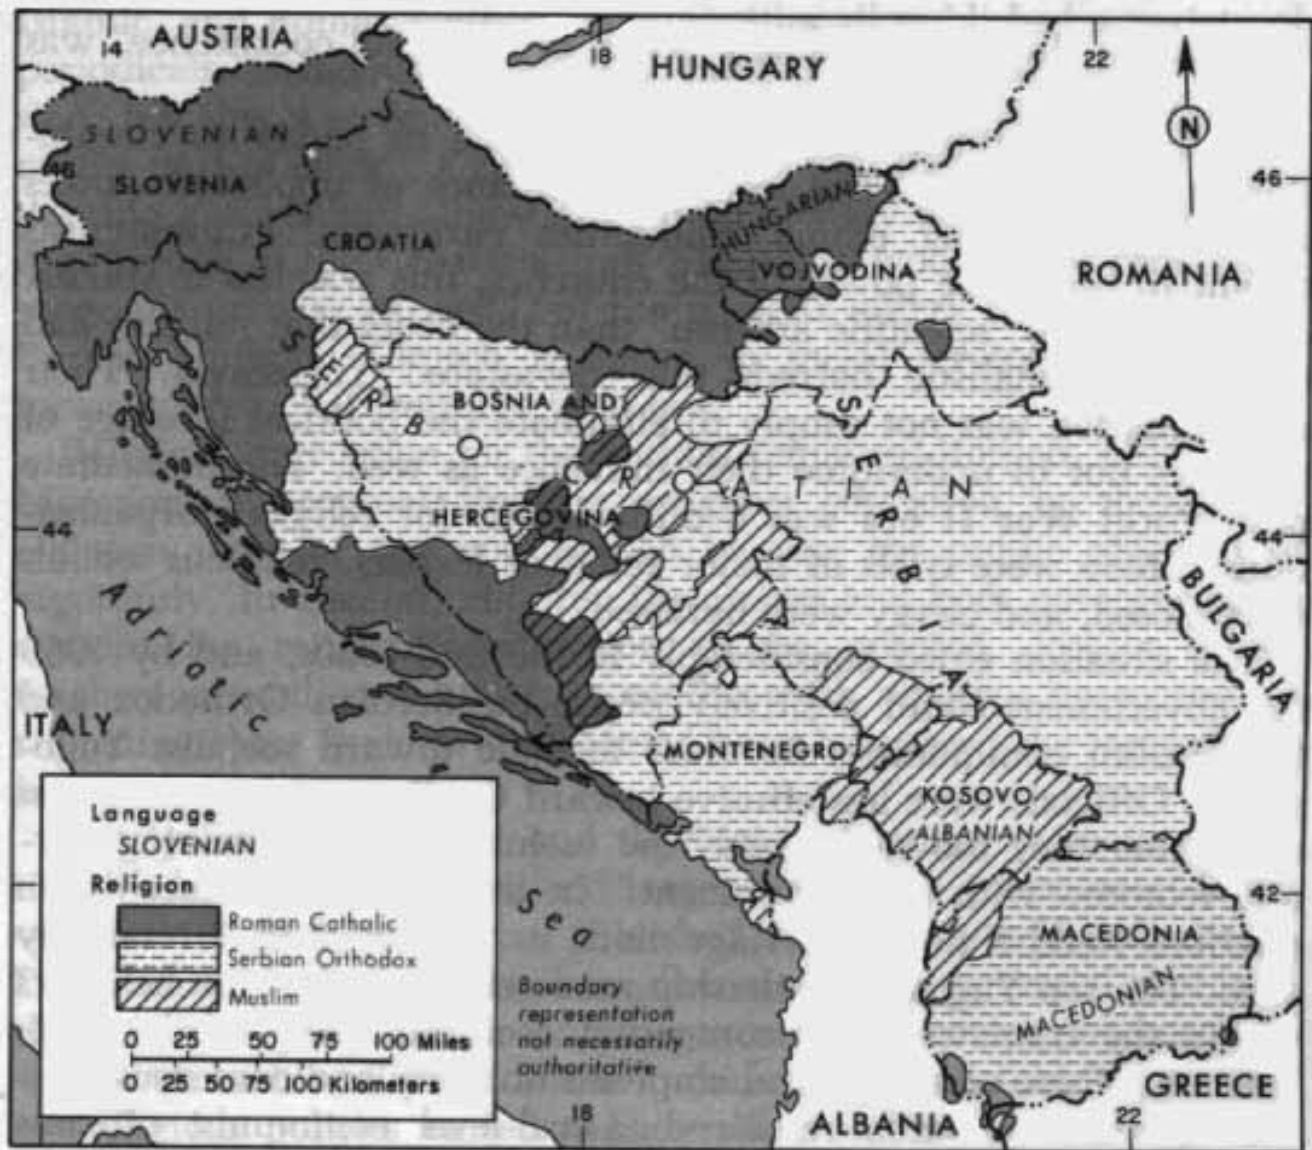 14
AUSTRIA
18
HUNGARY
22
N
SLOVENIAN
46
SLOVENIA
46
HUNGARIAN
CROATIA
VOJVODINA
ROMANIA
BOSNIA AND
SERBO
CROATIAN
SERBIA
HERCEGOVINA
44
44
BULGARIA
Adriatic
Sea
ITALY
MONTENEGRO
KOSOVO
ALBANIAN
42
MACEDONIA
MACEDONIAN
Language
SLOVENIAN
Religion
Roman Catholic
Serbian Orthodox
Muslim
0 25 50 75 100 Miles
0 25 50 75 100 Kilometers
Boundary
representation
not necessarily
authoritative
18
ALBANIA
GREECE
22